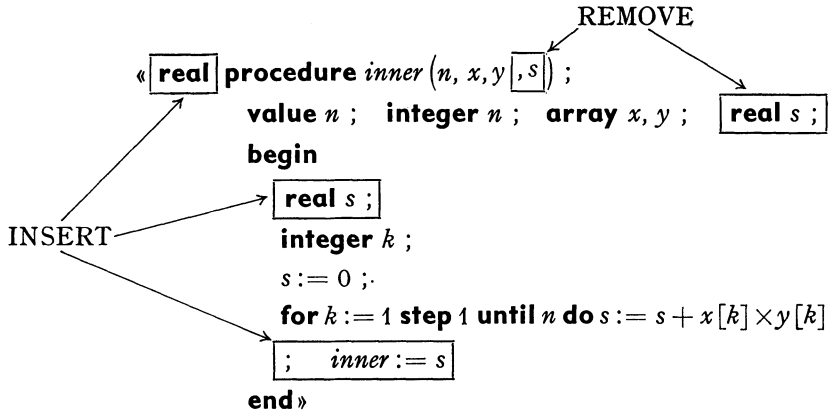 REMOVE
« real procedure inner (n, x, y , s) ;
value n ; integer n ; array x, y ; real s ;
begin
real s ;
INSERT
integer k ;
s := 0 ;
for k := 1 step 1 until n do s := s + x [k] × y [k]
; inner := s
end »